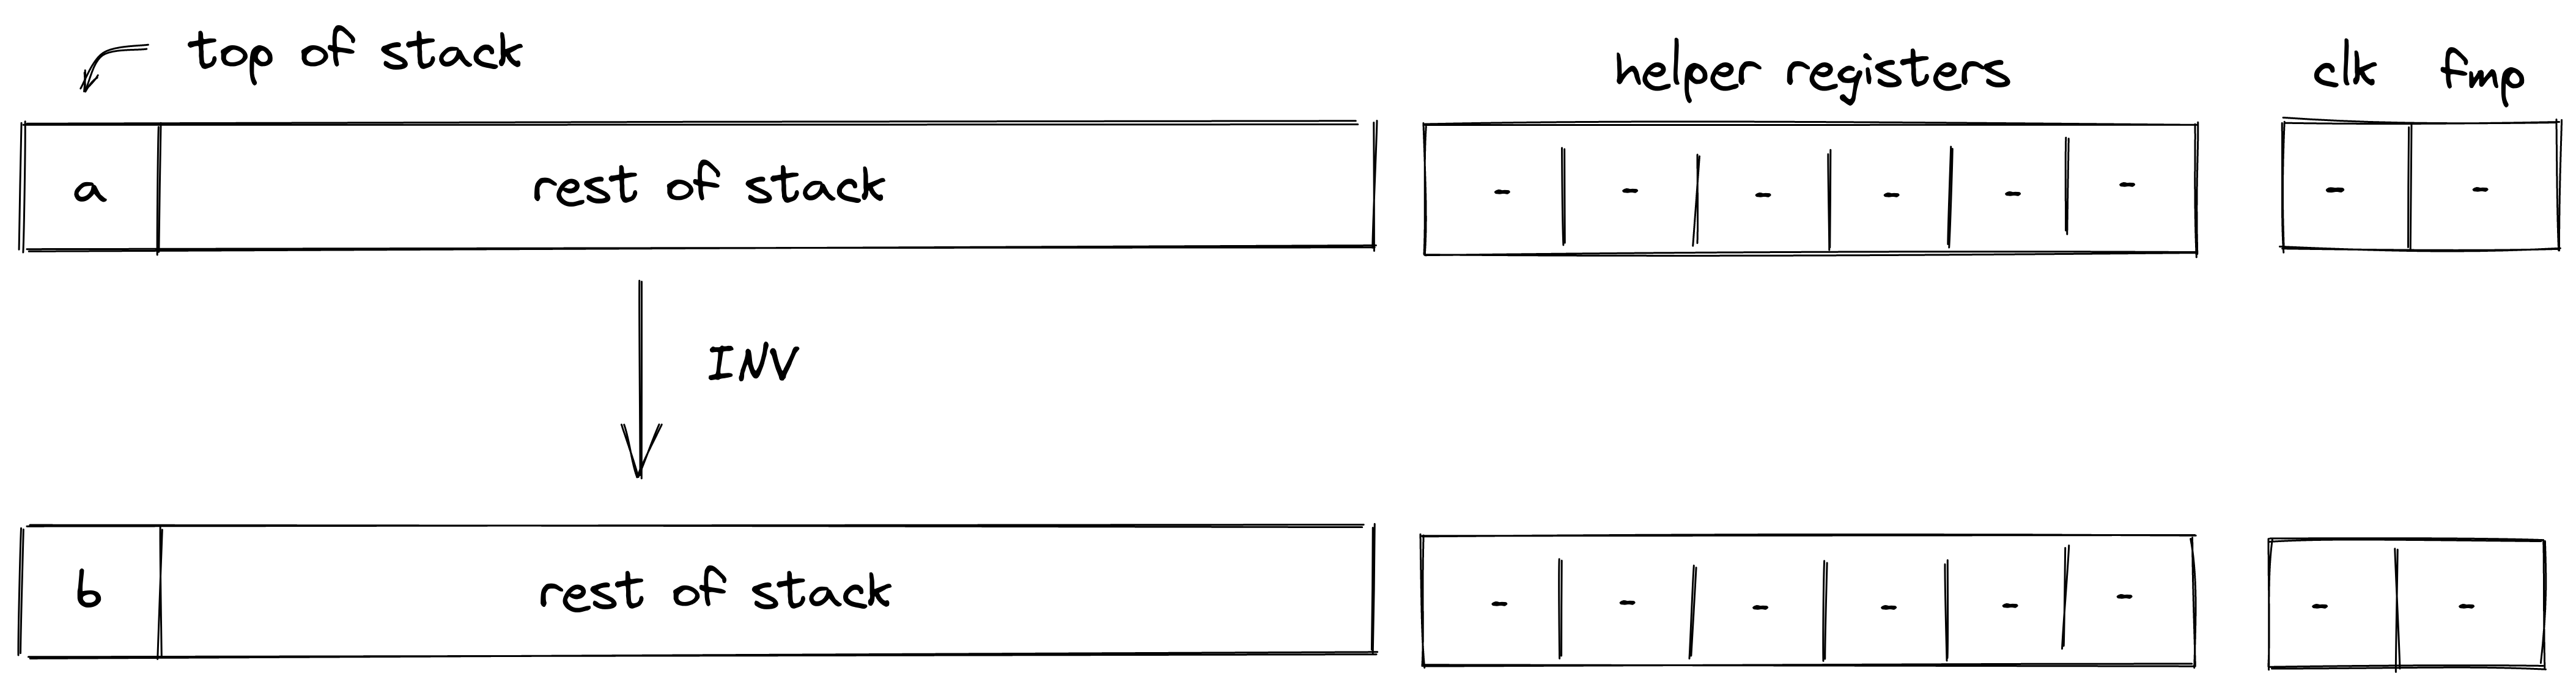 top of stack
helper registers
clk fmp
a rest of stack - - - - - - - -
INV
b rest of stack - - - - - - - -